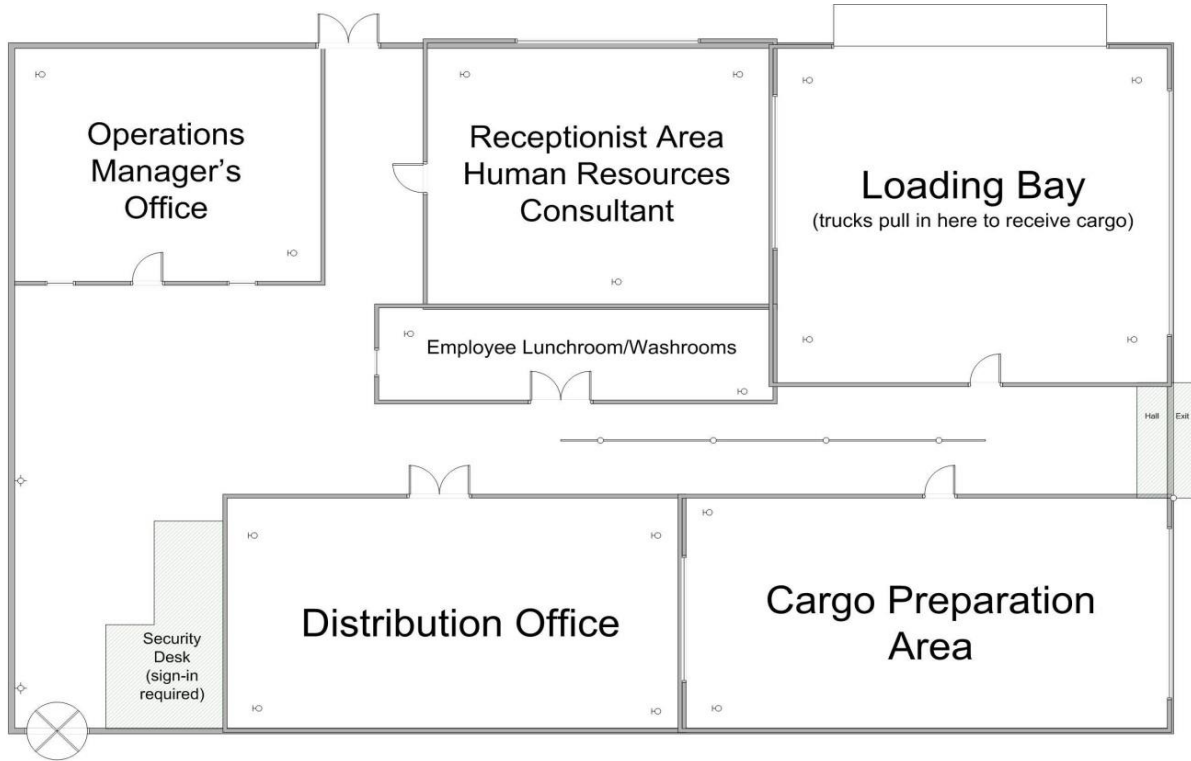 Operations
Manager's
Office
Receptionist Area
Human Resources
Consultant
Loading Bay
(trucks pull in here to receive cargo)
Employee Lunchroom/Washrooms
Hall
Exit
Security
Desk
(sign-in
required)
Distribution Office
Cargo Preparation
Area